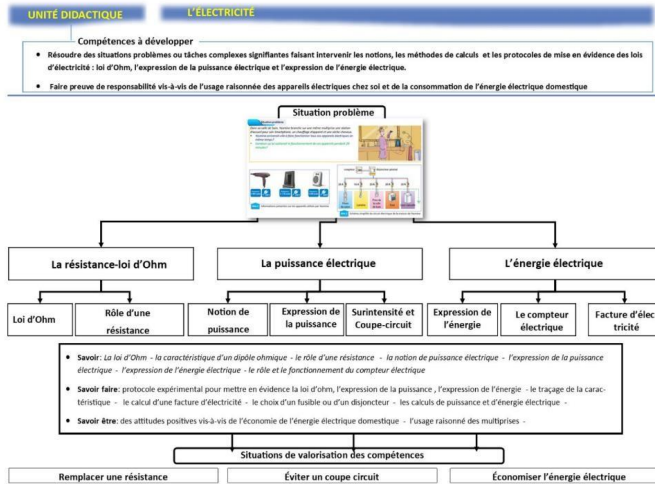 UNITÉ DIDACTIQUE
L'ÉLECTRICITÉ
Compétences à développer
• Résoudre des situations problèmes ou tâches complexes signifiantes faisant intervenir les notions, les méthodes de calculs et les protocoles de mise en évidence des lois
d'électricité : loi d'Ohm, l'expression de la puissance électrique et l'expression de l'énergie électrique.
• Faire preuve de responsabilité vis-à-vis de l'usage raisonnée des appareils électriques chez soi et de la consommation de l'énergie électrique domestique
Situation problème
La résistance-loi d'Ohm
La puissance électrique
L'énergie électrique
Loi d'Ohm
Rôle d'une
résistance
Notion de
puissance
Expression de
la puissance
Surintensité et
Coupe-circuit
Expression de
l'énergie
Le compteur
électrique
Facture d'élec
tricité
• Savoir: La loi d'Ohm - la caractéristique d'un dipôle ohmique - le rôle d'une résistance - la notion de puissance électrique - l'expression de la puissance
électrique - l'expression de l'énergie électrique - le rôle et le fonctionnement du compteur électrique
• Savoir faire: protocole expérimental pour mettre en évidence la loi d'ohm, l'expression de la puissance , l'expression de l'énergie - le traçage de la carac-
téristique - le calcul d'une facture d'électricité - le choix d'un fusible ou d'un disjoncteur - les calculs de puissance et d'énergie électrique -
• Savoir être: des attitudes positives vis-à-vis de l'économie de l'énergie électrique domestique - l'usage raisonné des multiprises -
Situations de valorisation des compétences
Remplacer une résistance
Éviter un coupe circuit
Économiser l'énergie électrique